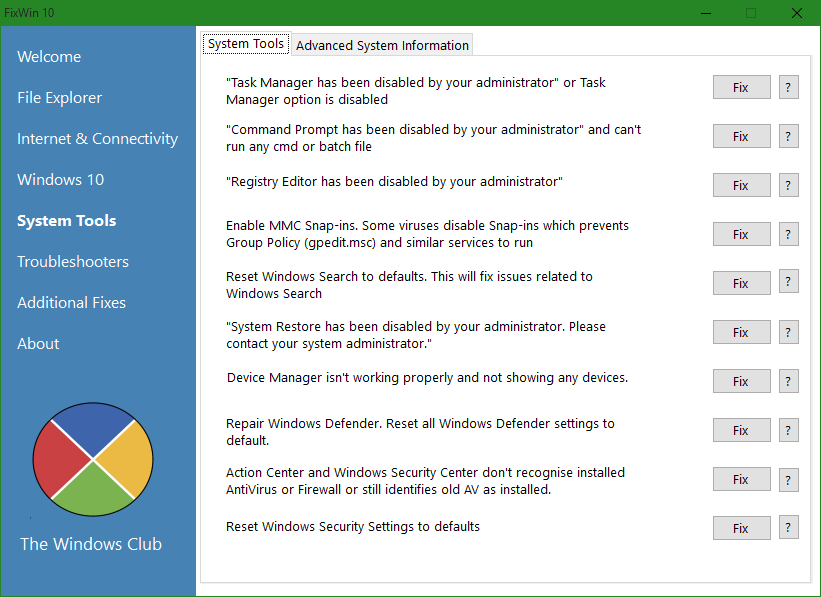 FixWin 10
Welcome
File Explorer
Internet & Connectivity
Windows 10
System Tools
Troubleshooters
Additional Fixes
About
The Windows Club
System Tools
Advanced System Information
"Task Manager has been disabled by your administrator" or Task
Manager option is disabled
Fix
?
"Command Prompt has been disabled by your administrator" and can't
run any cmd or batch file
Fix
?
"Registry Editor has been disabled by your administrator"
Fix
?
Enable MMC Snap-ins. Some viruses disable Snap-ins which prevents
Group Policy (gpedit.msc) and similar services to run
Fix
?
Reset Windows Search to defaults. This will fix issues related to
Windows Search
Fix
?
"System Restore has been disabled by your administrator. Please
contact your system administrator."
Fix
?
Device Manager isn't working properly and not showing any devices.
Fix
?
Repair Windows Defender. Reset all Windows Defender settings to
default.
Fix
?
Action Center and Windows Security Center don't recognise installed
AntiVirus or Firewall or still identifies old AV as installed.
Fix
?
Reset Windows Security Settings to defaults
Fix
?